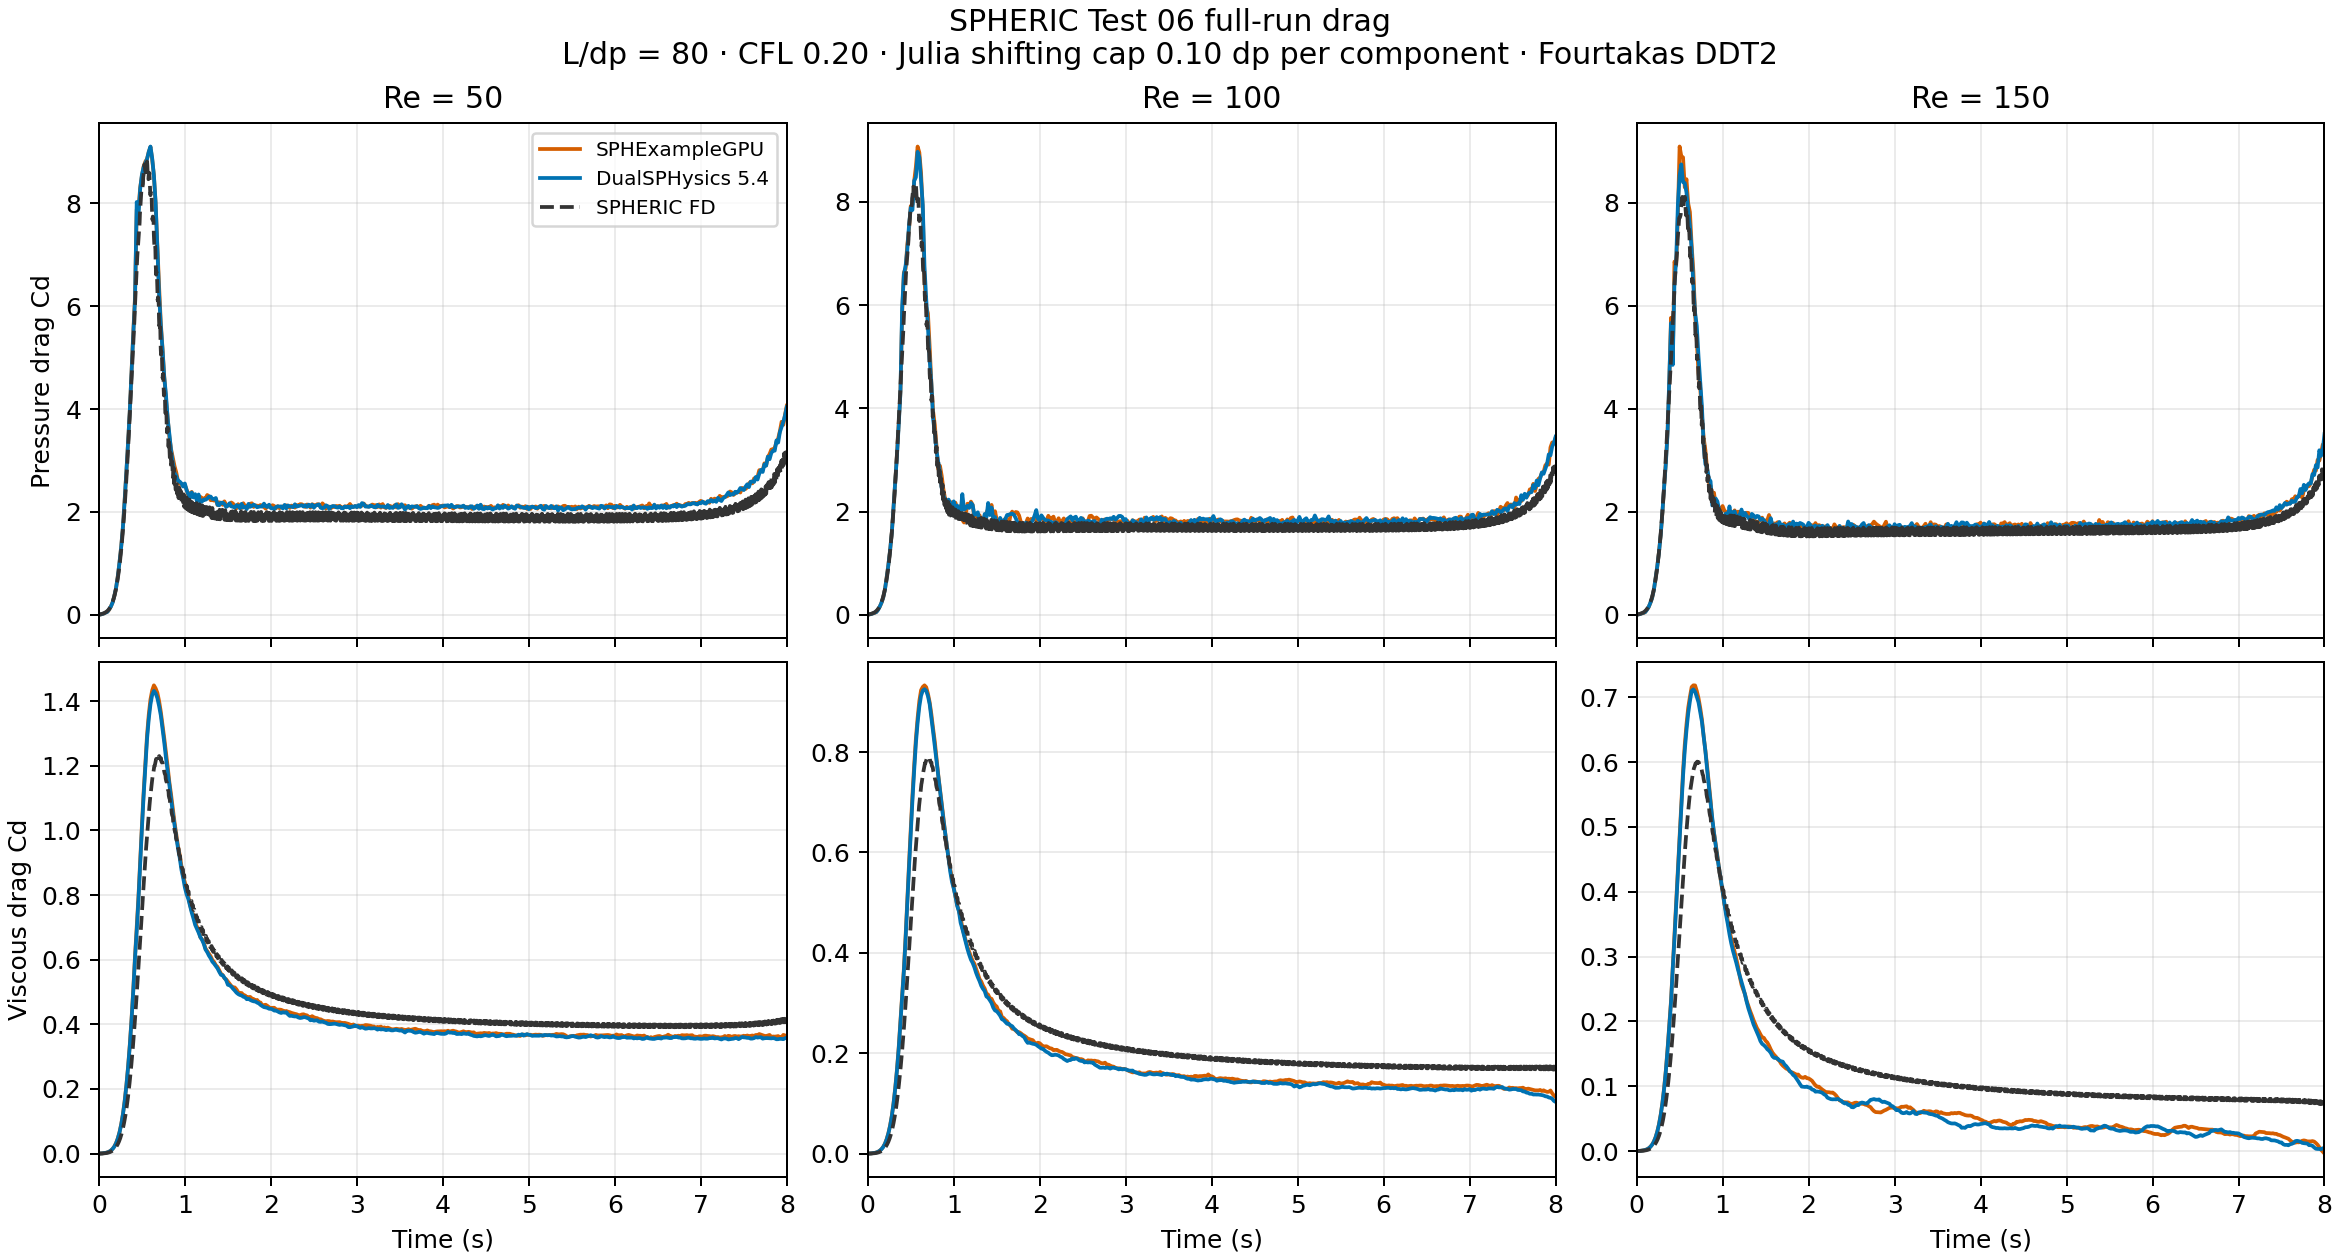 SPHERIC Test 06 full-run drag
L/dp = 80 · CFL 0.20 · Julia shifting cap 0.10 dp per component · Fourtakas DDT2
Re = 50
Re = 100
Re = 150
SPHExampleGPU
DualSPHysics 5.4
SPHERIC FD
Pressure drag Cd
8
6
4
2
0
8
6
4
2
0
8
6
4
2
0
Viscous drag Cd
1.4
1.2
1.0
0.8
0.6
0.4
0.2
0.0
0.8
0.6
0.4
0.2
0.0
0.7
0.6
0.5
0.4
0.3
0.2
0.1
0.0
0 1 2 3 4 5 6 7 8
0 1 2 3 4 5 6 7 8
0 1 2 3 4 5 6 7 8
Time (s)
Time (s)
Time (s)